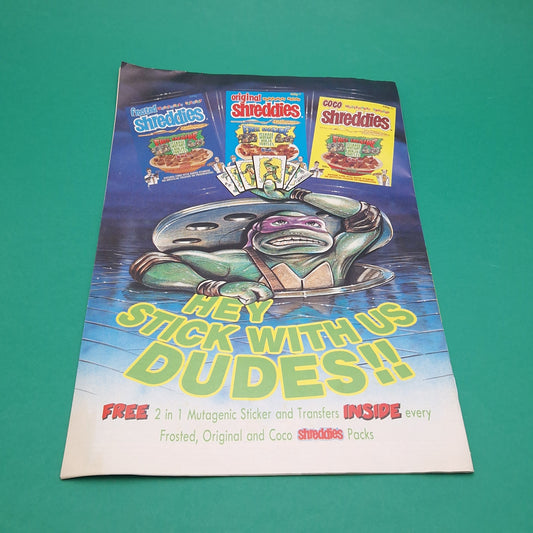 frosted
shreddies
original
shreddies
COCO
shreddies
HEY
STICK WITH US
DUDES!!
FREE 2 in 1 Mutagenic Sticker and Transfers INSIDE every
Frosted, Original and Coco shreddies Packs